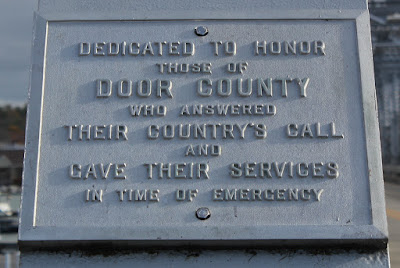 DEDICATED TO HONOR
THOSE OF
DOOR COUNTY
WHO ANSWERED
THEIR COUNTRY'S CALL
AND
GAVE THEIR SERVICES
IN TIME OF EMERGENCY